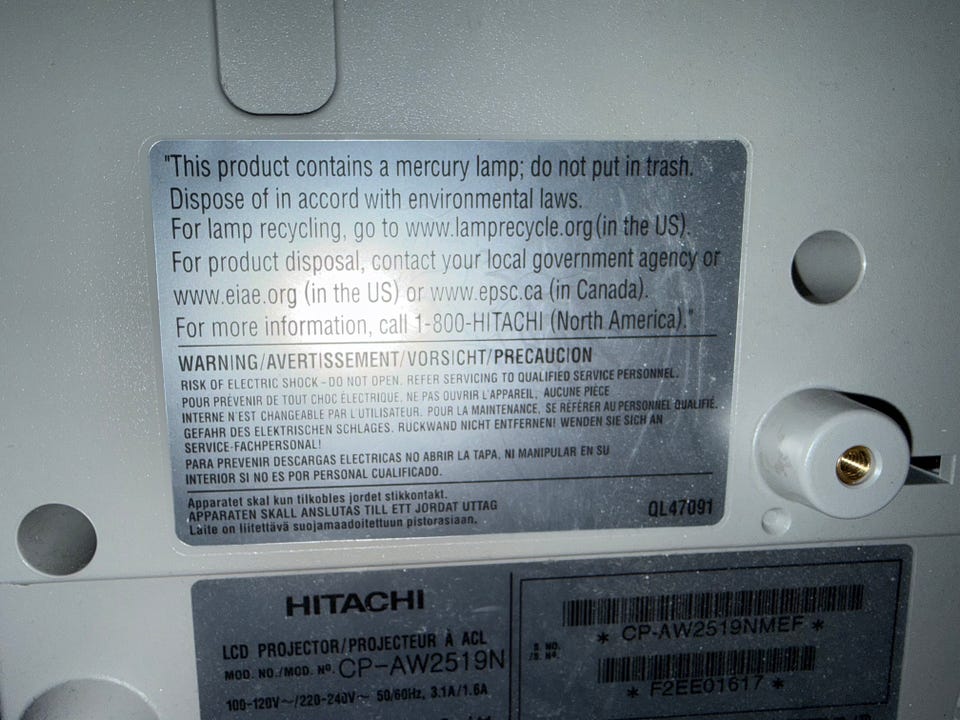 "This product contains a mercury lamp; do not put in trash.
Dispose of in accord with environmental laws.
For lamp recycling, go to www.lamprecycle.org(in the US).
For product disposal, contact your local government agency or
www.eiae.org (in the US) or www.epsc.ca (in Canada).
For more information, call 1-800-HITACHI (North America)."
WARNING/AVERTISSEMENT/VORSICHT/PRECAUCION
RISK OF ELECTRIC SHOCK - DO NOT OPEN. REFER SERVICING TO QUALIFIED SERVICE PERSONNEL.
POUR PRÉVENIR DE TOUT CHOC ÉLECTRIQUE, NE PAS OUVRIR L'APPAREIL, AUCUNE PIÈCE
INTERNE N'EST CHANGEABLE PAR L'UTILISATEUR. POUR LA MAINTENANCE, SE RÉFÉRER AU PERSONNEL QUALIFIÉ.
GEFAHR DES ELEKTRISCHEN SCHLAGES. RUCKWAND NICHT ENTFERNEN! WENDEN SIE SICH AN
SERVICE-FACHPERSONAL!
PARA PREVENIR DESCARGAS ELECTRICAS NO ABRIR LA TAPA, NI MANIPULAR EN SU
INTERIOR SI NO ES POR PERSONAL CUALIFICADO.
Apparatet skal kun tilkobles jordet stikkontakt.
APPARATEN SKALL ANSLUTAS TILL ETT JORDAT UTTAG
Laite on liitettävä suojamaadoitettuun pistorasiaan.
QL47091
HITACHI
LCD PROJECTOR/PROJECTEUR À ACL
MOD. NO./MOD. Nº. CP-AW2519N
100-120V~/220-240V~ 50/60Hz, 3.1A/1.6A
S. NO.
/S. Nº.
* CP-AW2519NMEF *
* F2EE01617 *